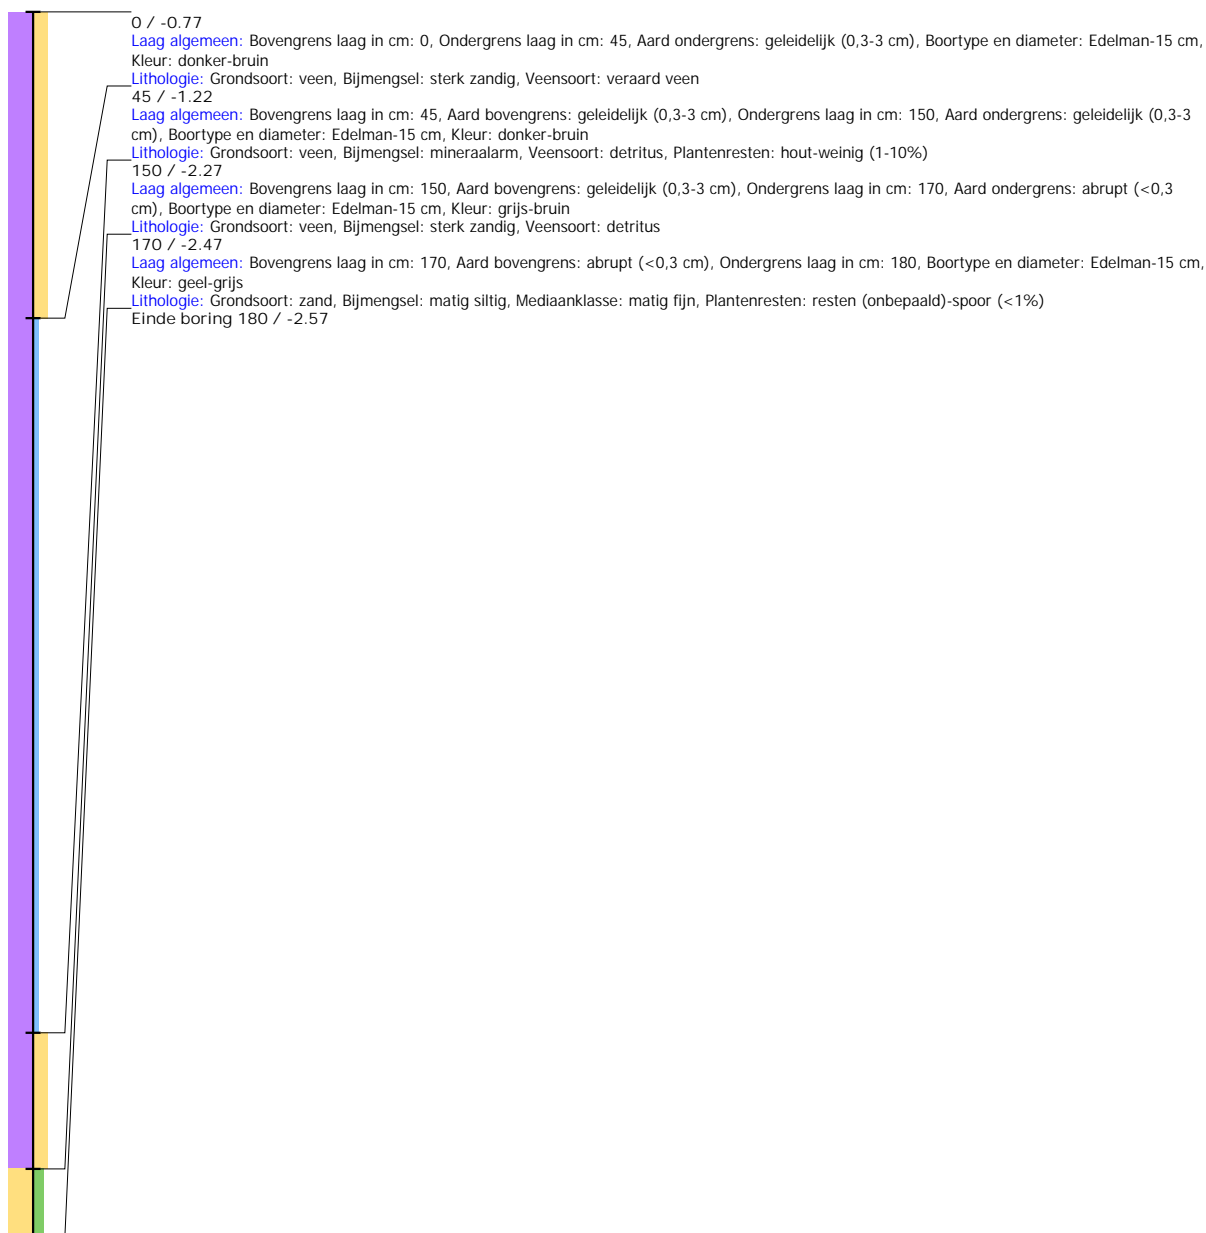 0 / -0.77
Laag algemeen: Bovengrens laag in cm: 0, Ondergrens laag in cm: 45, Aard ondergrens: geleidelijk (0,3-3 cm), Boortype en diameter: Edelman-15 cm,
Kleur: donker-bruin
Lithologie: Grondsoort: veen, Bijmengsel: sterk zandig, Veensoort: veraard veen
45 / -1.22
Laag algemeen: Bovengrens laag in cm: 45, Aard bovengrens: geleidelijk (0,3-3 cm), Ondergrens laag in cm: 150, Aard ondergrens: geleidelijk (0,3-3
cm), Boortype en diameter: Edelman-15 cm, Kleur: donker-bruin
Lithologie: Grondsoort: veen, Bijmengsel: mineraalarm, Veensoort: detritus, Plantenresten: hout-weinig (1-10%)
150 / -2.27
Laag algemeen: Bovengrens laag in cm: 150, Aard bovengrens: geleidelijk (0,3-3 cm), Ondergrens laag in cm: 170, Aard ondergrens: abrupt (<0,3
cm), Boortype en diameter: Edelman-15 cm, Kleur: grijs-bruin
Lithologie: Grondsoort: veen, Bijmengsel: sterk zandig, Veensoort: detritus
170 / -2.47
Laag algemeen: Bovengrens laag in cm: 170, Aard bovengrens: abrupt (<0,3 cm), Ondergrens laag in cm: 180, Boortype en diameter: Edelman-15 cm,
Kleur: geel-grijs
Lithologie: Grondsoort: zand, Bijmengsel: matig siltig, Mediaanklasse: matig fijn, Plantenresten: resten (onbepaald)-spoor (<1%)
Einde boring 180 / -2.57